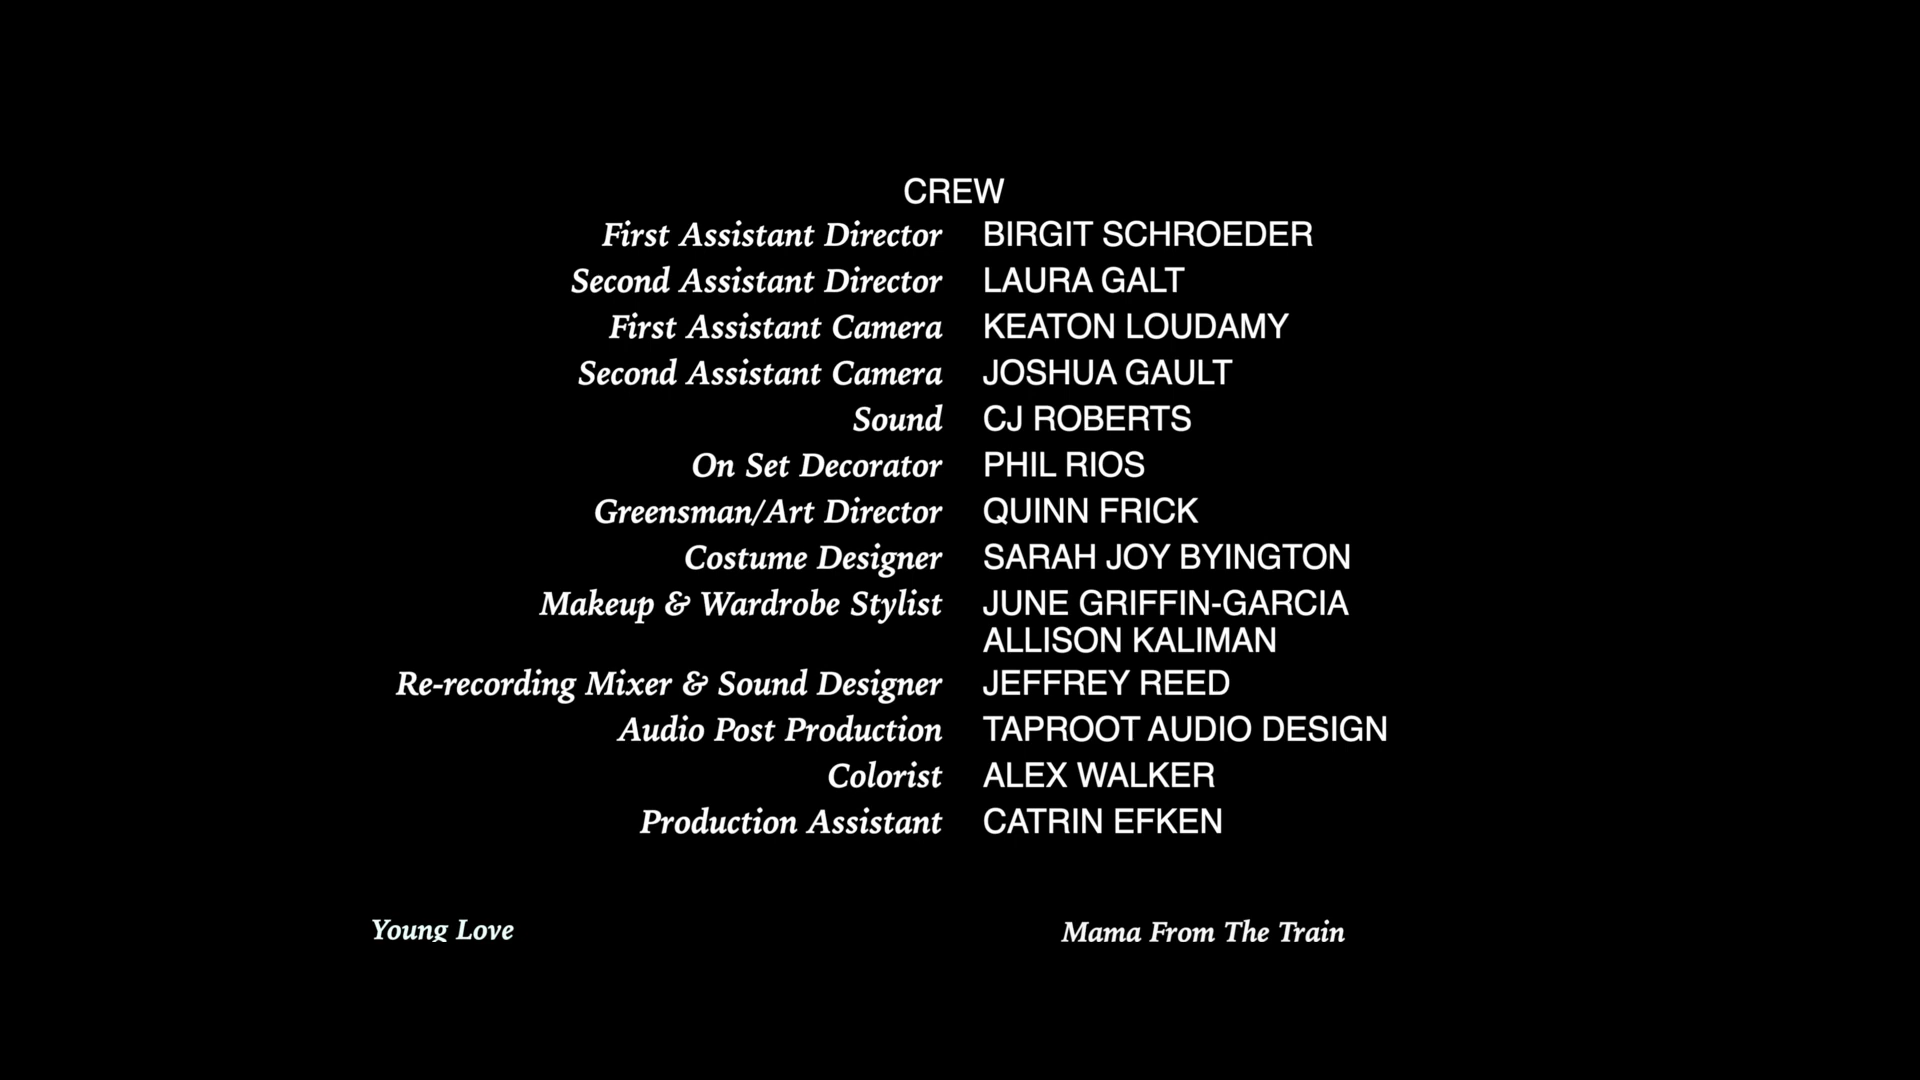 CREW
First Assistant Director BIRGIT SCHROEDER
Second Assistant Director LAURA GALT
First Assistant Camera KEATON LOUDAMY
Second Assistant Camera JOSHUA GAULT
Sound CJ ROBERTS
On Set Decorator PHIL RIOS
Greensman/Art Director QUINN FRICK
Costume Designer SARAH JOY BYINGTON
Makeup & Wardrobe Stylist JUNE GRIFFIN-GARCIA
ALLISON KALIMAN
Re-recording Mixer & Sound Designer JEFFREY REED
Audio Post Production TAPROOT AUDIO DESIGN
Colorist ALEX WALKER
Production Assistant CATRIN EFKEN
Young Love Mama From The Train